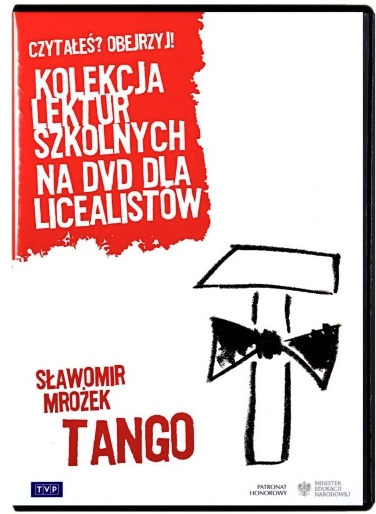 CZYTAŁEŚ? OBEJRZYJ!
KOLEKCJA
LEKTUR
SZKOLNYCH
NA DVD DLA
LICEALISTÓW
SŁAWOMIR
MROŻEK
TANGO
TVP
PATRONAT
HONOROWY
MINISTER
EDUKACJI
NARODOWEJ